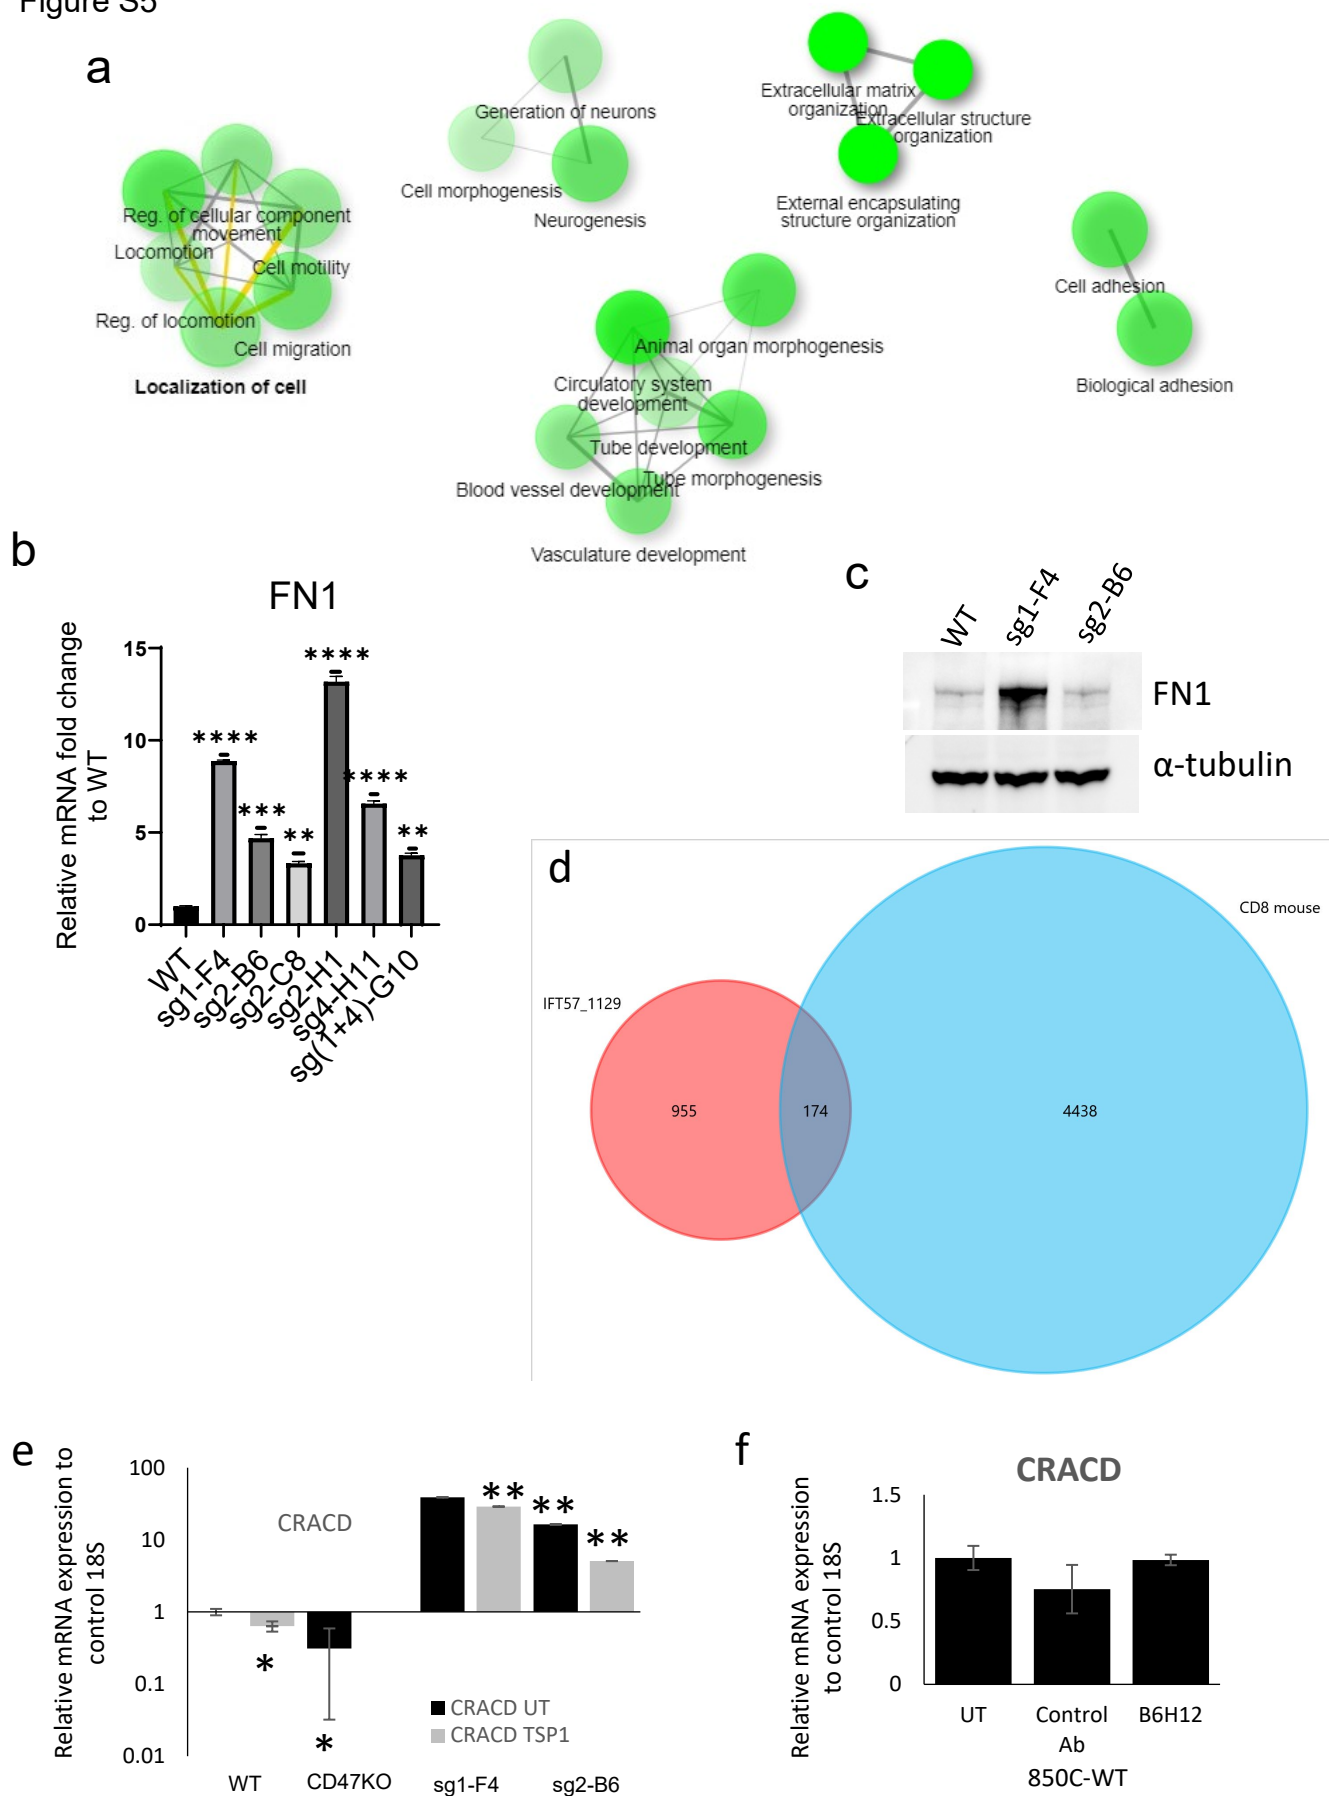 Figure S5
a
Generation of neurons
Cell morphogenesis
Neurogenesis
Extracellular matrix
organization
Extracellular structure
organization
External encapsulating
structure organization
Reg. of cellular component
movement
Locomotion
Cell motility
Reg. of locomotion
Cell migration
Localization of cell
Cell adhesion
Biological adhesion
Animal organ morphogenesis
Circulatory system
development
Tube development
Tube morphogenesis
Blood vessel development
Vasculature development
b
FN1
Relative mRNA fold change
to WT
15
10
5
0
****
***
**
****
****
**
WT
sg1-F4
sg2-B6
sg2-C8
sg2-H1
sg4-H11
sg(1+4)-G10
c
WT
sg1-F4
sg2-B6
FN1
α-tubulin
d
CD8 mouse
IFT57_1129
955
174
4438
e
Relative mRNA expression to
control 18S
100
10
1
0.1
0.01
CRACD
*
*
**
**
**
CRACD UT
CRACD TSP1
WT
CD47KO
sg1-F4
sg2-B6
f
CRACD
Relative mRNA expression
to control 18S
1.5
1
0.5
0
UT
Control
Ab
B6H12
850C-WT